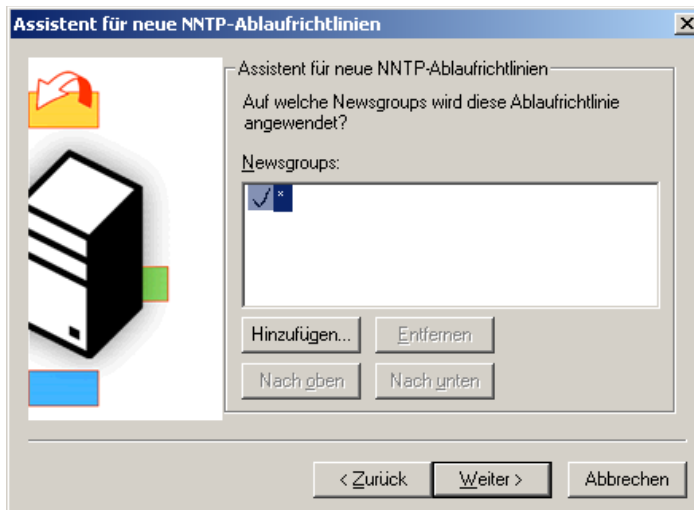 Assistent für neue NNTP-Ablaufrichtlinien
Assistent für neue NNTP-Ablaufrichtlinien
Auf welche Newsgroups wird diese Ablaufrichtlinie
angewendet?
Newsgroups:
*
Hinzufügen... Entfernen
Nach oben Nach unten
< Zurück Weiter > Abbrechen